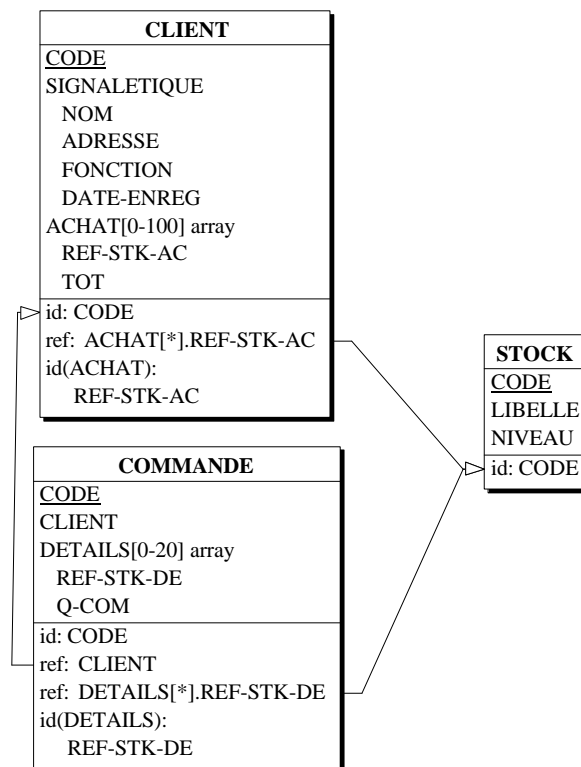 CLIENT
CODE
SIGNALETIQUE
NOM
ADRESSE
FONCTION
DATE-ENREG
ACHAT[0-100] array
REF-STK-AC
TOT
id: CODE
ref: ACHAT[*].REF-STK-AC
id(ACHAT):
REF-STK-AC
STOCK
CODE
LIBELLE
NIVEAU
id: CODE
COMMANDE
CODE
CLIENT
DETAILS[0-20] array
REF-STK-DE
Q-COM
id: CODE
ref: CLIENT
ref: DETAILS[*].REF-STK-DE
id(DETAILS):
REF-STK-DE